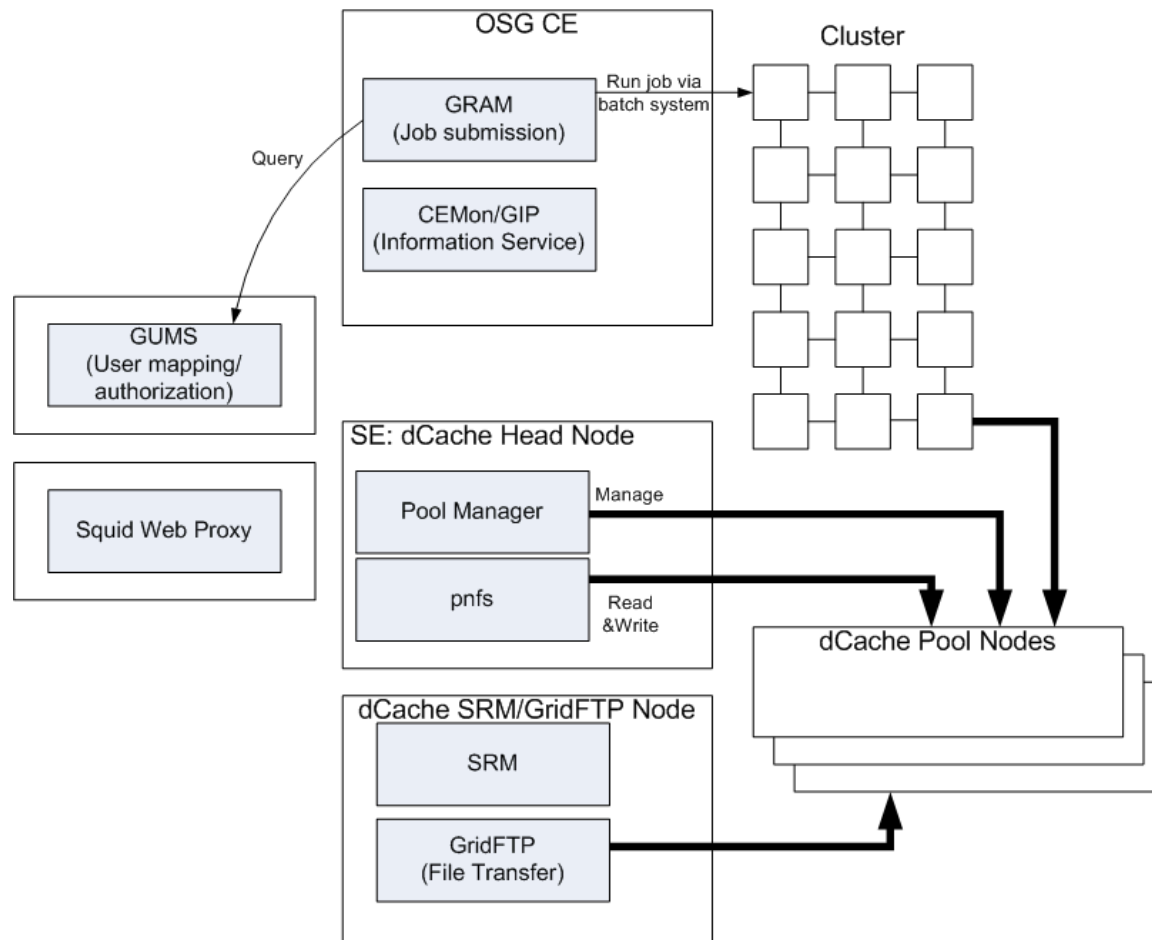 OSG CE
Cluster
GRAM
(Job submission)
Run job via
batch system
Query
CEMon/GIP
(Information Service)
GUMS
(User mapping/
authorization)
SE: dCache Head Node
Pool Manager
Manage
Squid Web Proxy
pnfs
Read
&Write
dCache Pool Nodes
dCache SRM/GridFTP Node
SRM
GridFTP
(File Transfer)